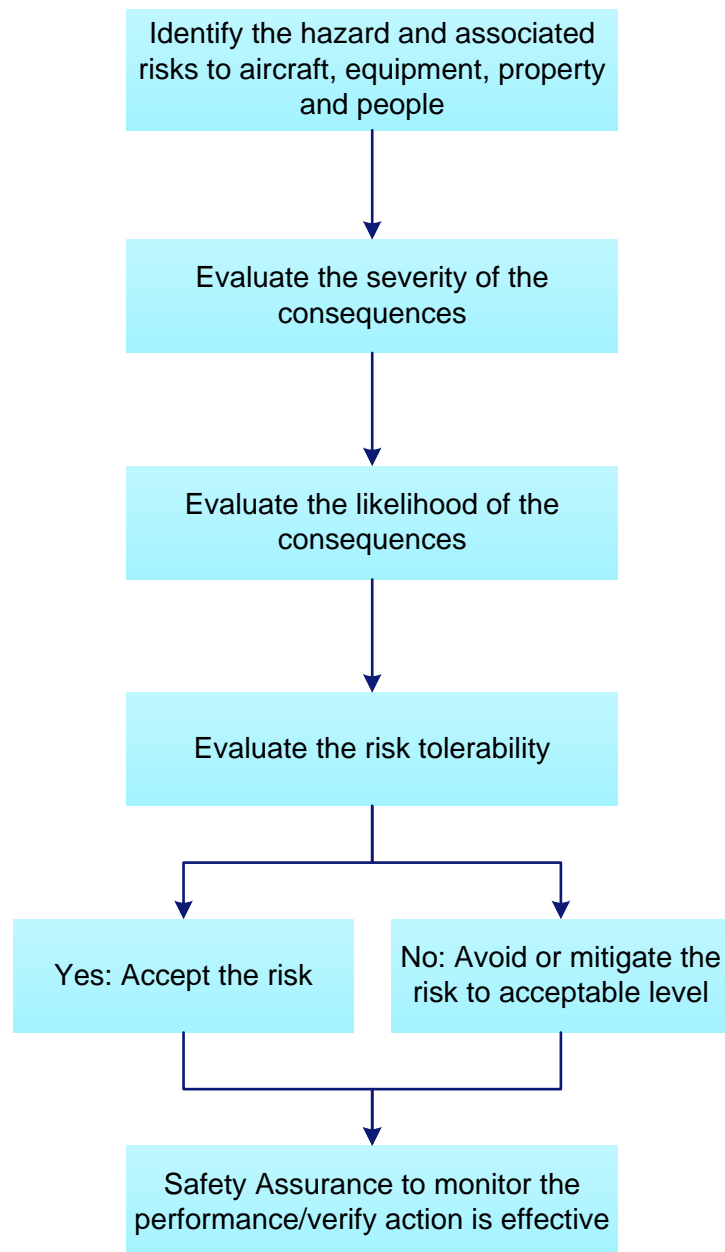 Identify the hazard and associated
risks to aircraft, equipment, property
and people
Evaluate the severity of the
consequences
Evaluate the likelihood of the
consequences
Evaluate the risk tolerability
Yes: Accept the risk
No: Avoid or mitigate the
risk to acceptable level
Safety Assurance to monitor the
performance/verify action is effective